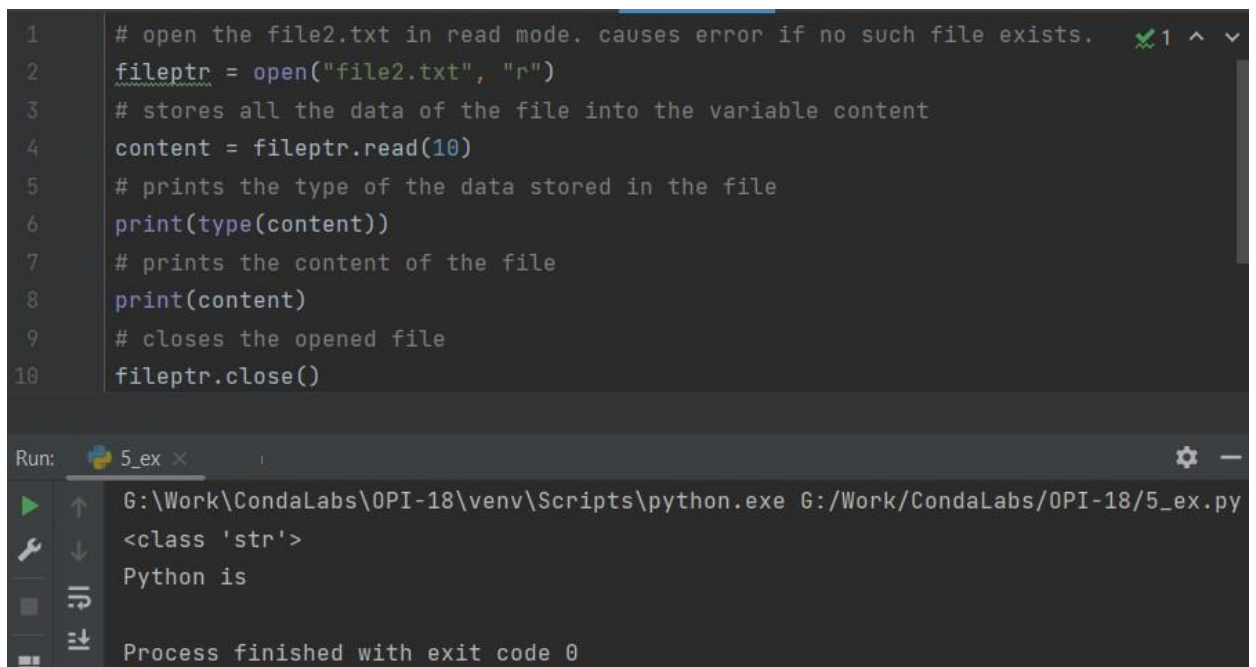 1 # open the file2.txt in read mode. causes error if no such file exists. 1
2 fileptr = open("file2.txt", "r")
3 # stores all the data of the file into the variable content
4 content = fileptr.read(10)
5 # prints the type of the data stored in the file
6 print(type(content))
7 # prints the content of the file
8 print(content)
9 # closes the opened file
10 fileptr.close()
Run: 5_ex
G:\Work\CondaLabs\OPI-18\venv\Scripts\python.exe G:/Work/CondaLabs/OPI-18/5_ex.py
<class 'str'>
Python is
Process finished with exit code 0